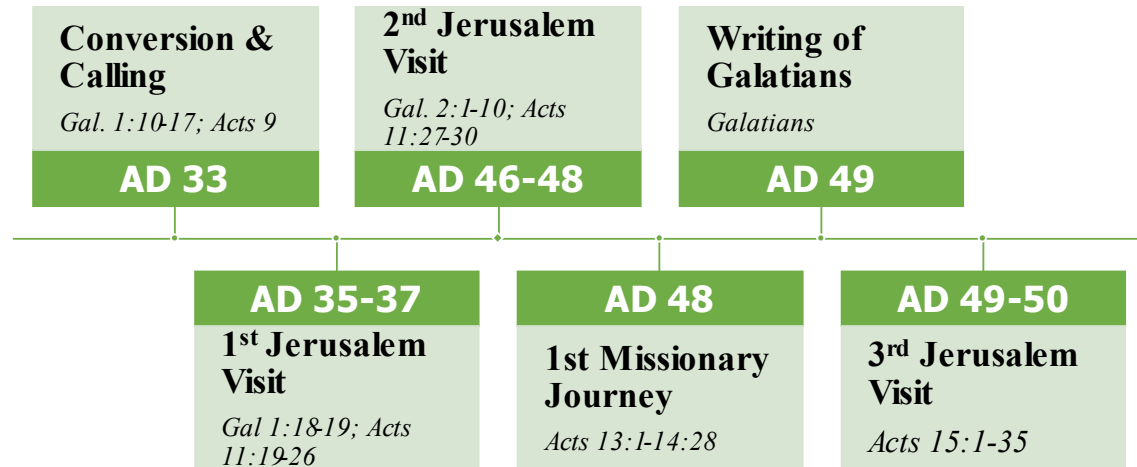 Conversion &
Calling
Gal. 1:10-17; Acts 9
AD 33
2nd Jerusalem
Visit
Gal. 2:1-10; Acts
11:27-30
AD 46-48
Writing of
Galatians
Galatians
AD 49
AD 35-37
1st Jerusalem
Visit
Gal 1:18-19; Acts
11:19-26
AD 48
1st Missionary
Journey
Acts 13:1-14:28
AD 49-50
3rd Jerusalem
Visit
Acts 15:1-35